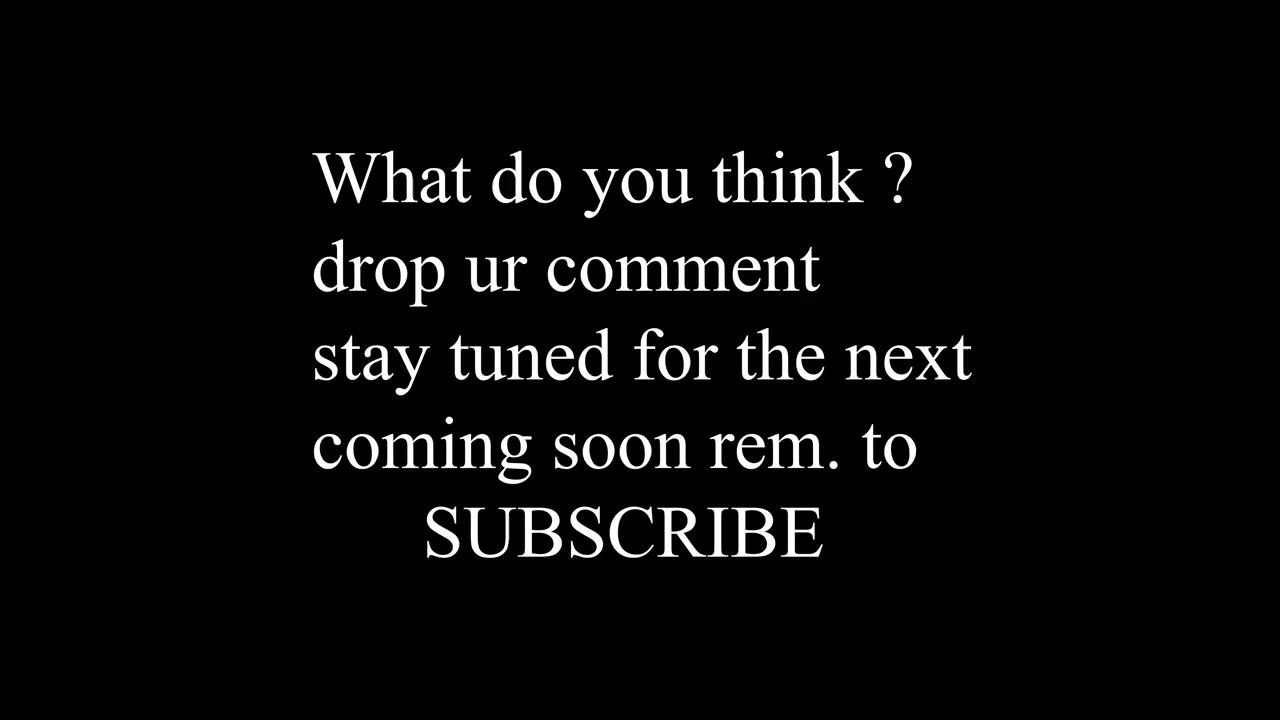 What do you think ?
drop ur comment
stay tuned for the next
coming soon rem. to
SUBSCRIBE